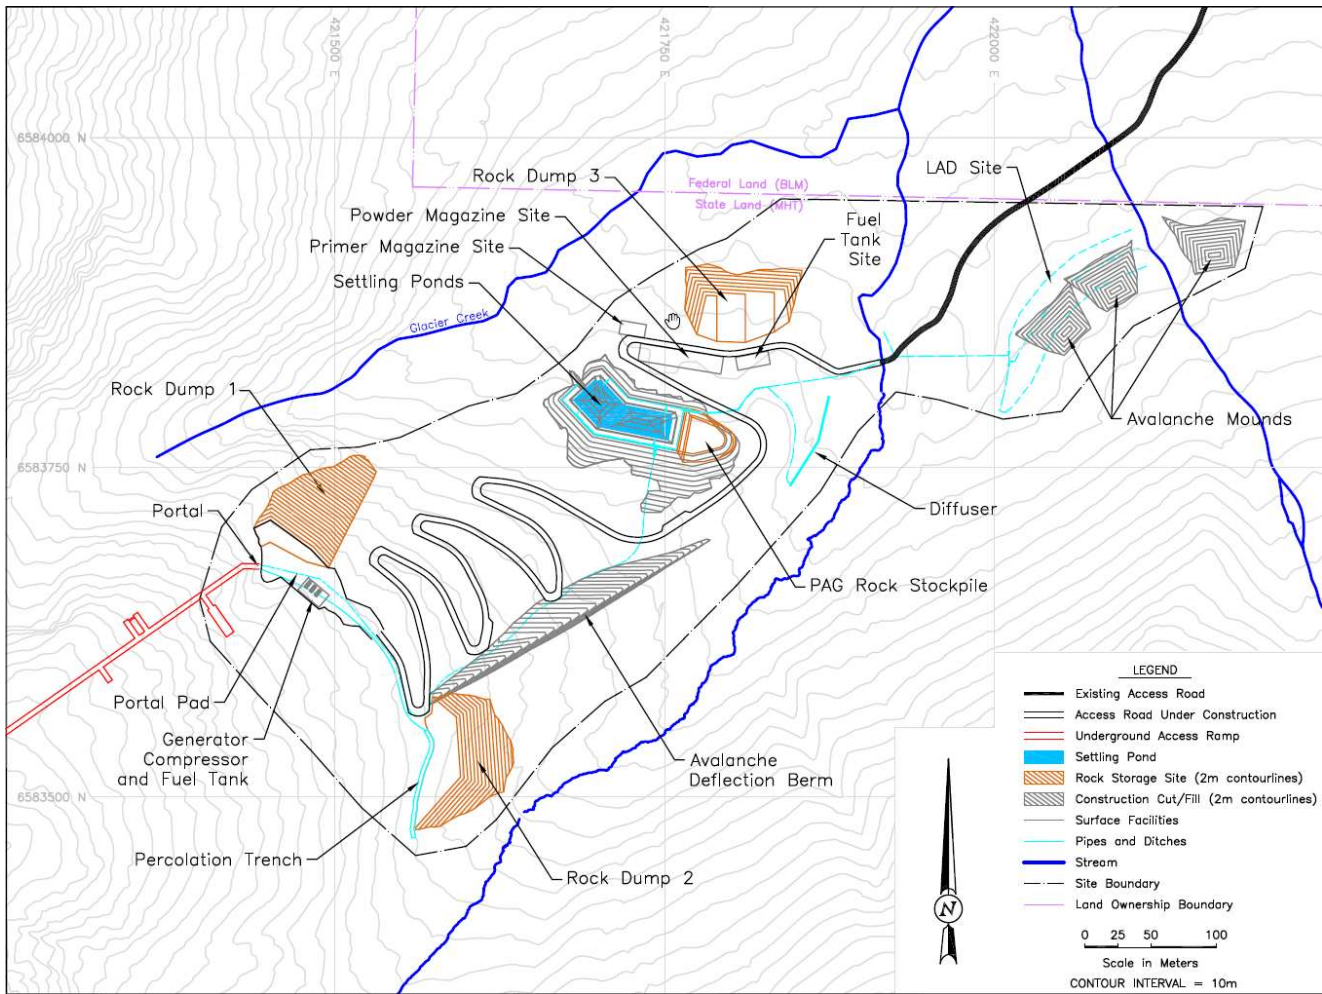 421500 E
421750 E
422000 E
6584000 N
Rock Dump 3
Federal Land (BLM)
State Land (MHT)
LAD Site
Powder Magazine Site
Fuel
Tank
Site
Primer Magazine Site
Settling Ponds
Glacier Creek
Rock Dump 1
Avalanche Mounds
6583750 N
Portal
Diffuser
PAG Rock Stockpile
Portal Pad
Generator
Compressor
and Fuel Tank
Avalanche
Deflection Berm
6583500 N
Percolation Trench
Rock Dump 2
N
LEGEND
Existing Access Road
Access Road Under Construction
Underground Access Ramp
Settling Pond
Rock Storage Site (2m contourlines)
Construction Cut/Fill (2m contourlines)
Surface Facilities
Pipes and Ditches
Stream
Site Boundary
Land Ownership Boundary
0 25 50 100
Scale in Meters
CONTOUR INTERVAL = 10m